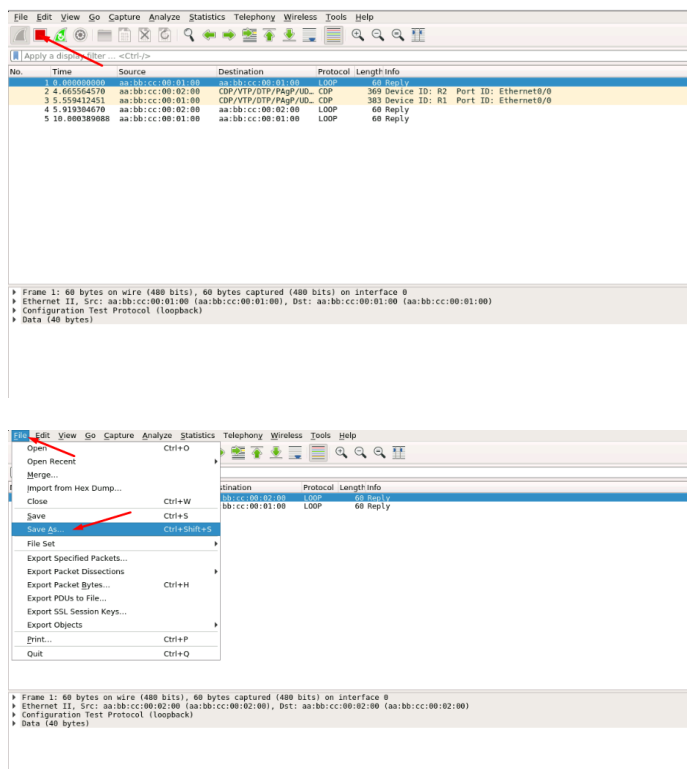 File Edit View Go Capture Analyze Statistics Telephony Wireless Tools Help
Apply a display filter ... <Ctrl-/>
No. Time Source Destination Protocol Length Info
1 0.000000000 aa:bb:cc:00:01:00 aa:bb:cc:00:01:00 LOOP 60 Reply
2 4.665564570 aa:bb:cc:00:02:00 CDP/VTP/DTP/PAgP/UD… CDP 369 Device ID: R2 Port ID: Ethernet0/0
3 5.559412451 aa:bb:cc:00:01:00 CDP/VTP/DTP/PAgP/UD… CDP 383 Device ID: R1 Port ID: Ethernet0/0
4 5.919304670 aa:bb:cc:00:02:00 aa:bb:cc:00:02:00 LOOP 60 Reply
5 10.000389088 aa:bb:cc:00:01:00 aa:bb:cc:00:01:00 LOOP 60 Reply
Frame 1: 60 bytes on wire (480 bits), 60 bytes captured (480 bits) on interface 0
Ethernet II, Src: aa:bb:cc:00:01:00 (aa:bb:cc:00:01:00), Dst: aa:bb:cc:00:01:00 (aa:bb:cc:00:01:00)
Configuration Test Protocol (loopback)
Data (40 bytes)
File Edit View Go Capture Analyze Statistics Telephony Wireless Tools Help
Open Ctrl+O
Open Recent
Merge...
Import from Hex Dump...
Close Ctrl+W
Save Ctrl+S
Save As... Ctrl+Shift+S
File Set
Export Specified Packets...
Export Packet Dissections
Export Packet Bytes... Ctrl+H
Export PDUs to File...
Export SSL Session Keys...
Export Objects
Print... Ctrl+P
Quit Ctrl+Q
stination Protocol Length Info
bb:cc:00:02:00 LOOP 60 Reply
bb:cc:00:01:00 LOOP 60 Reply
Frame 1: 60 bytes on wire (480 bits), 60 bytes captured (480 bits) on interface 0
Ethernet II, Src: aa:bb:cc:00:02:00 (aa:bb:cc:00:02:00), Dst: aa:bb:cc:00:02:00 (aa:bb:cc:00:02:00)
Configuration Test Protocol (loopback)
Data (40 bytes)